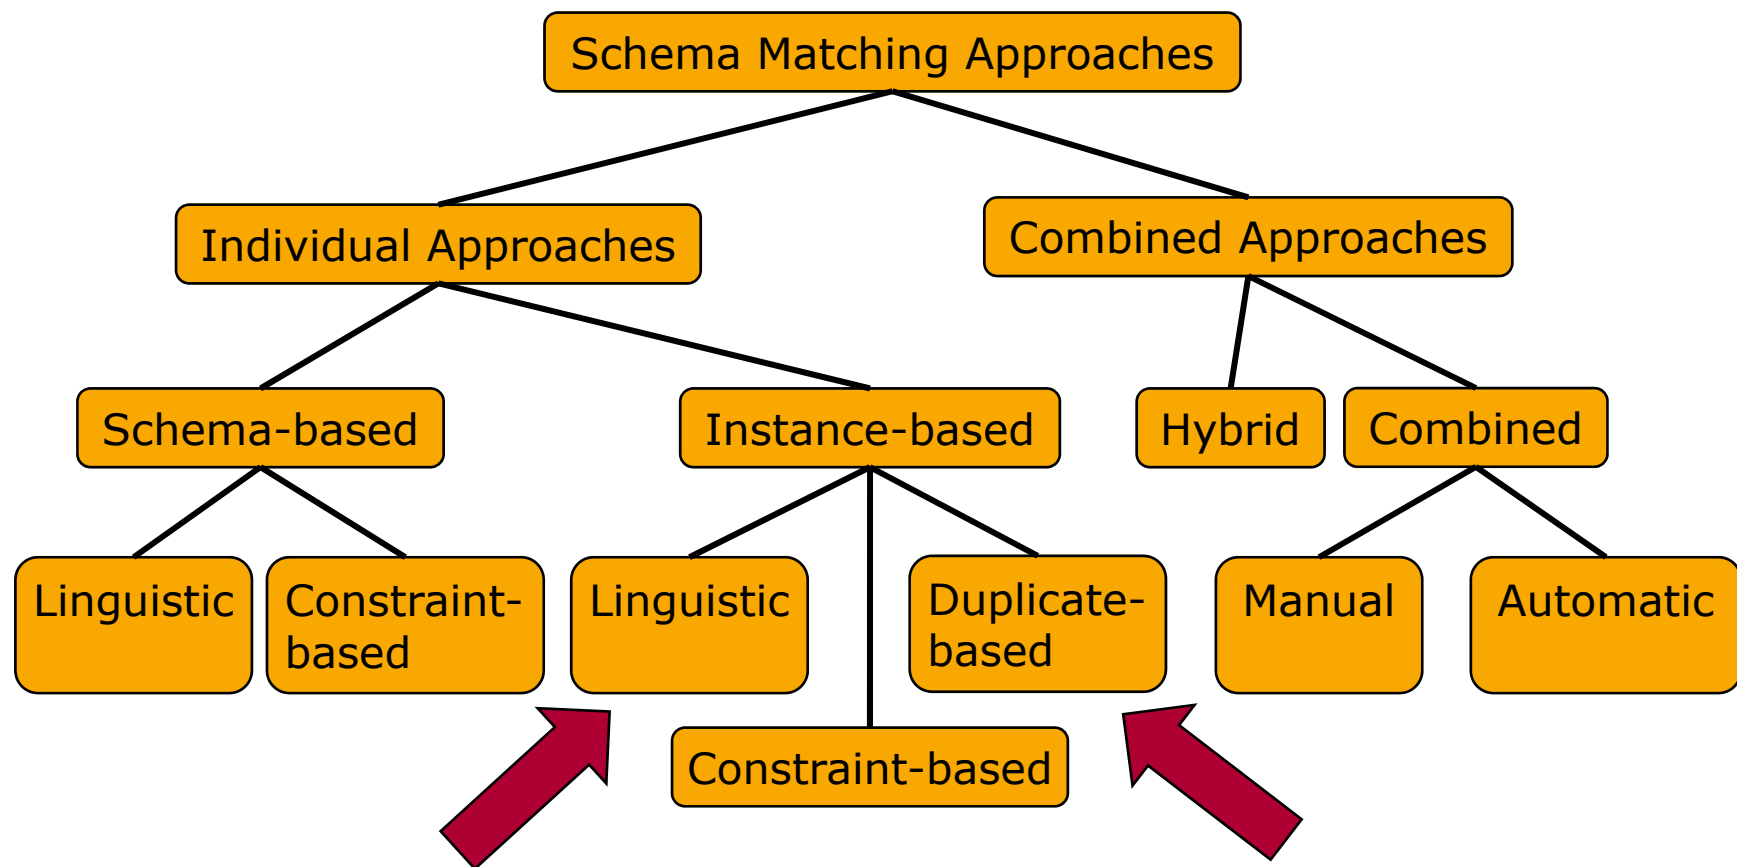 Schema Matching Approaches
Individual Approaches
Combined Approaches
Schema-based
Instance-based
Hybrid
Combined
Linguistic
Constraint-
based
Linguistic
Duplicate-
based
Manual
Automatic
Constraint-based